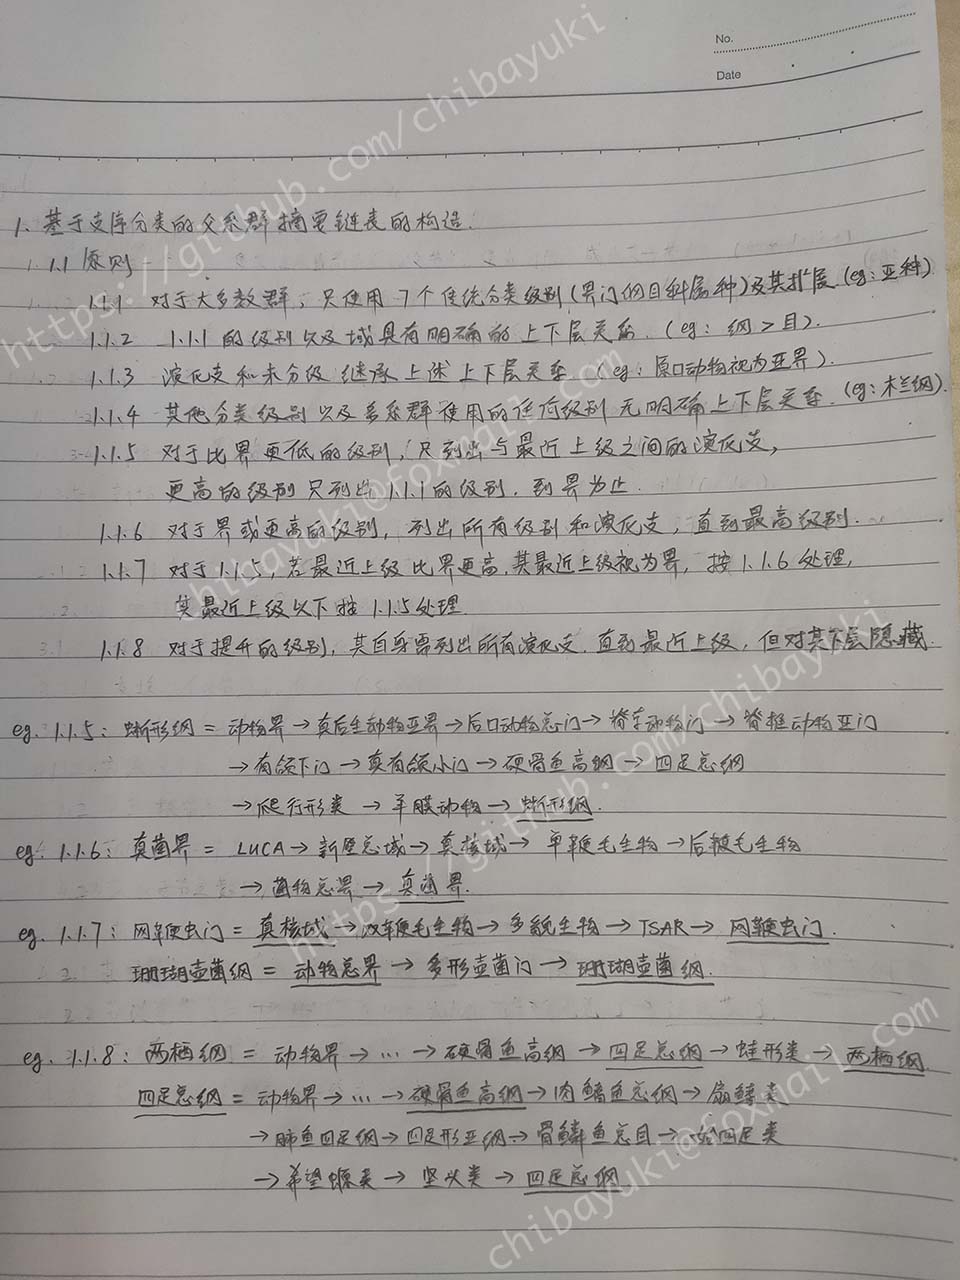 No.
Date
1. 基于支序分类的父系群摘要链表的构造.
1.1 原则
1.1.1 对于大多数群,只使用7个传统分类级别(界门纲目科属种)及其扩展.(eg:亚种)
1.1.2 1.1.1的级别以及域具有明确的上下层关系.(eg:纲>目).
1.1.3 演化支和未分级继承上述上下层关系.(eg:原口动物视为亚界).
1.1.4 其他分类级别以及多系群使用的任何级别无明确上下层关系.(eg:木兰纲).
1.1.5 对于比界更低的级别,只列出与最近上级之间的演化支,
更高的级别只列出1.1.1的级别,到界为止.
1.1.6 对于界或更高的级别,列出所有级别和演化支,直到最高级别.
1.1.7 对于1.1.5,若最近上级比界更高,其最近上级视为界,按1.1.6处理,
其最近上级以下按1.1.5处理.
1.1.8 对于提升的级别,其自身需列出所有演化支,直到最近上级,但对其下层隐藏.
eg. 1.1.5: 蜥形纲 = 动物界→真后生动物亚界→后口动物总门→脊索动物门→脊椎动物亚门
→有颌下门→真有颌小门→硬骨鱼高纲→四足总纲
→爬行形类→羊膜动物→蜥形纲.
eg. 1.1.6: 真菌界 = LUCA→新壁总域→真核域→单鞭毛生物→后鞭毛生物
→菌物总界→真菌界.
eg. 1.1.7: 网鞭虫门 = 真核域→双鞭毛生物→多貌生物→TSAR→网鞭虫门.
珊瑚壶菌纲 = 动物总界→多形壶菌门→珊瑚壶菌纲.
eg. 1.1.8: 两栖纲 = 动物界→…→硬骨鱼高纲→四足总纲→蛙形类→两栖纲.
四足总纲 = 动物界→…→硬骨鱼高纲→肉鳍鱼总纲→扇鳍类
→肺鱼四足纲→四足形亚纲→骨鳞鱼总目→始四足类
→希望螈类→坚头类→四足总纲
https://github.com/chibayuki
chibayuki@foxmail.com
https://github.com/chibayuki
chibayuki@foxmail.com